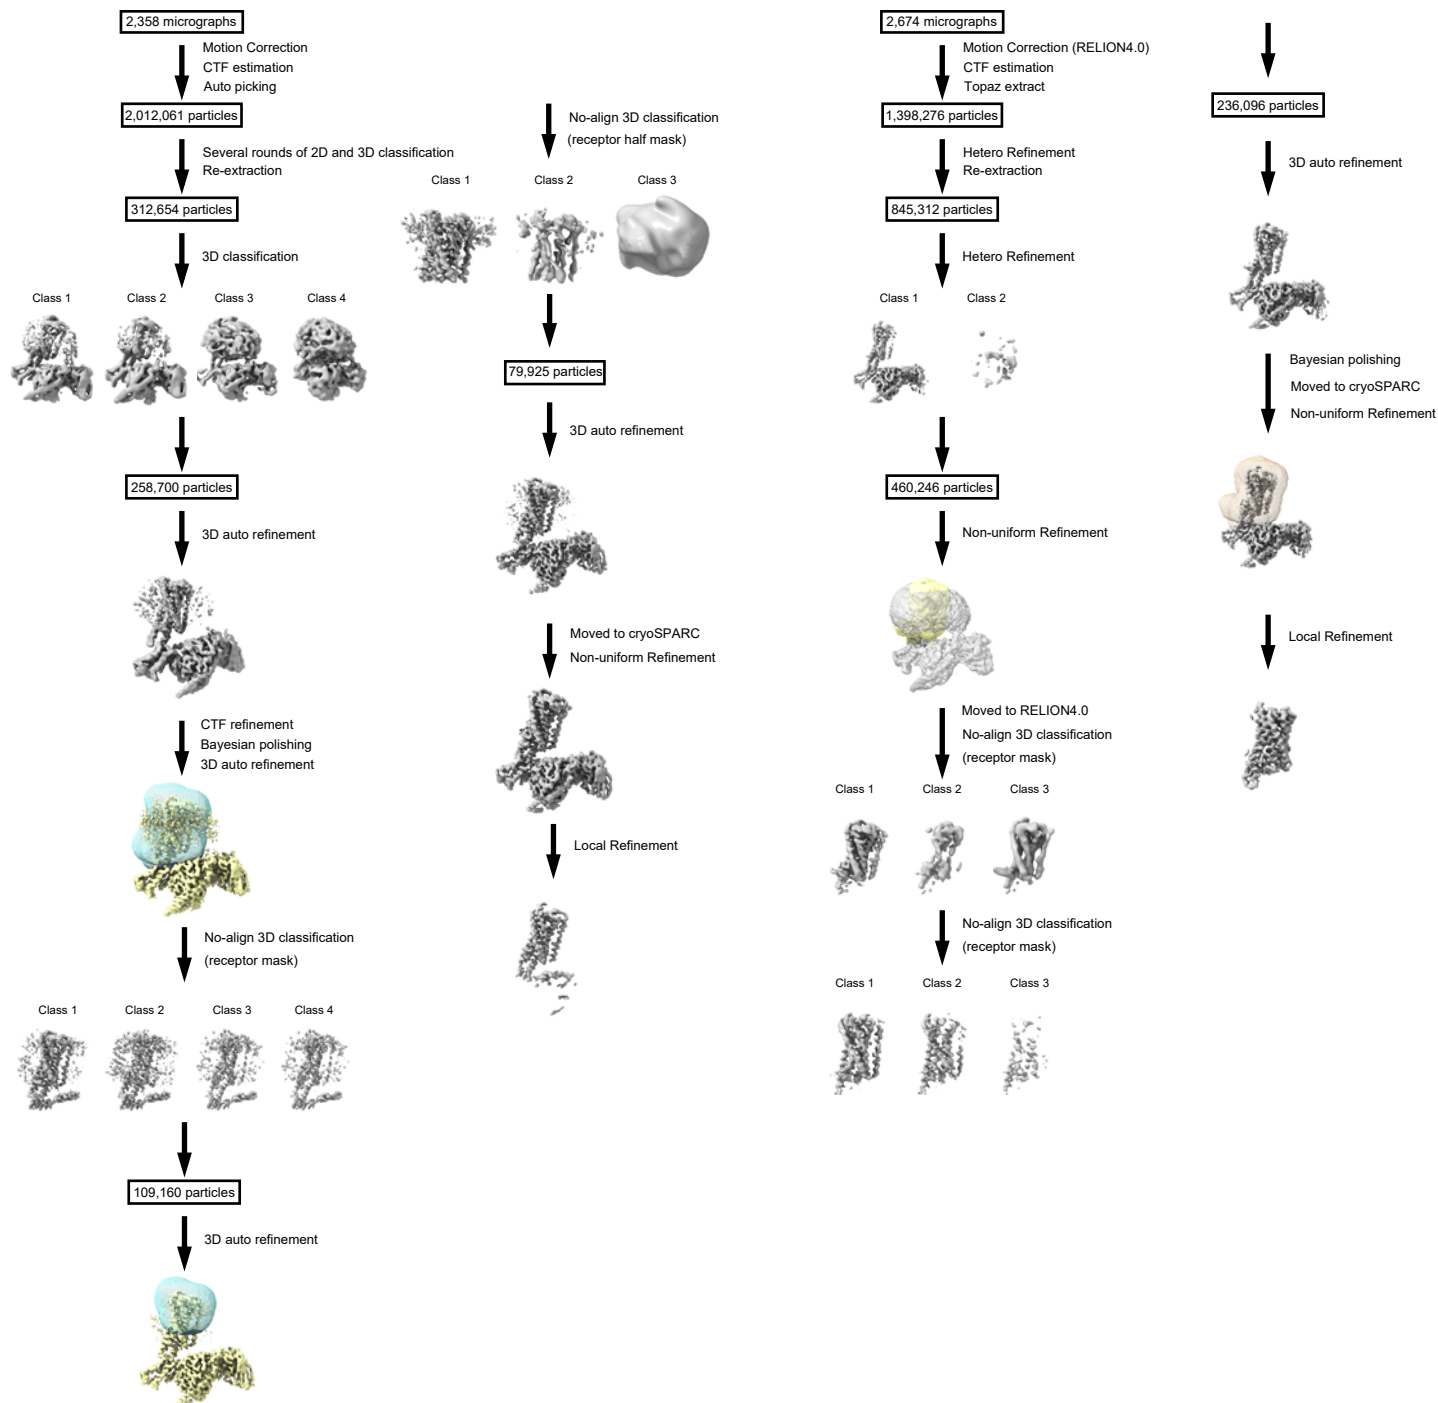 2,358 micrographs
Motion Correction
CTF estimation
Auto picking
2,012,061 particles
Several rounds of 2D and 3D classification
Re-extraction
312,654 particles
3D classification
Class 1
Class 2
Class 3
Class 4
258,700 particles
3D auto refinement
CTF refinement
Bayesian polishing
3D auto refinement
No-align 3D classification
(receptor mask)
Class 1
Class 2
Class 3
Class 4
109,160 particles
3D auto refinement
No-align 3D classification
(receptor half mask)
Class 1
Class 2
Class 3
79,925 particles
3D auto refinement
Moved to cryoSPARC
Non-uniform Refinement
Local Refinement
2,674 micrographs
Motion Correction (RELION4.0)
CTF estimation
Topaz extract
1,398,276 particles
Hetero Refinement
Re-extraction
845,312 particles
Hetero Refinement
Class 1
Class 2
460,246 particles
Non-uniform Refinement
Moved to RELION4.0
No-align 3D classification
(receptor mask)
Class 1
Class 2
Class 3
No-align 3D classification
(receptor mask)
Class 1
Class 2
Class 3
236,096 particles
3D auto refinement
Bayesian polishing
Moved to cryoSPARC
Non-uniform Refinement
Local Refinement